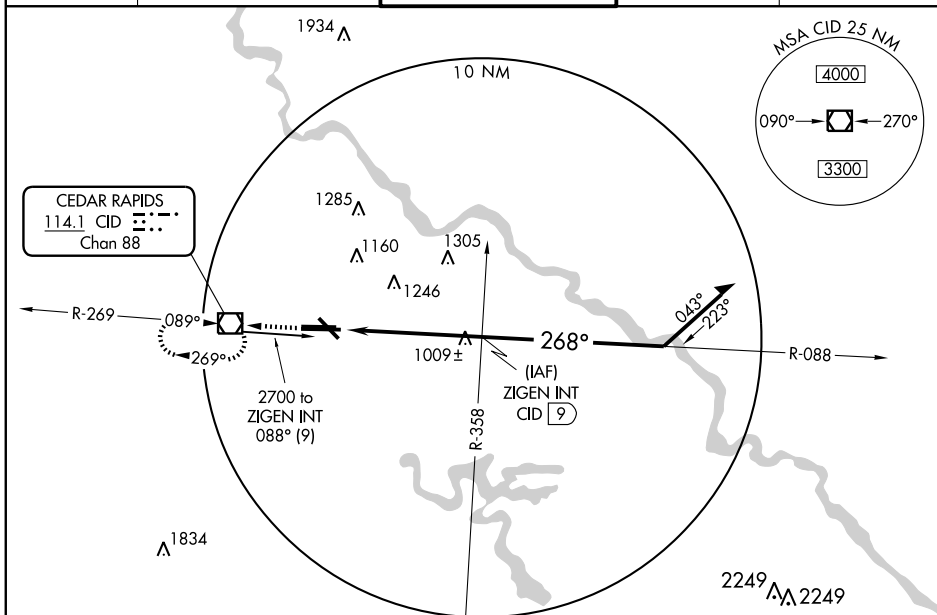 1934
10 NM
MSA CID 25 NM
4000
090°
270°
3300
CEDAR RAPIDS
114.1 CID
Chan 88
1285
1160
1305
1246
R-269
089°
269°
043°
223°
268°
1009±
R-088
(IAF)
ZIGEN INT
CID 9
2700 to
ZIGEN INT
088° (9)
R-358
1834
2249
2249